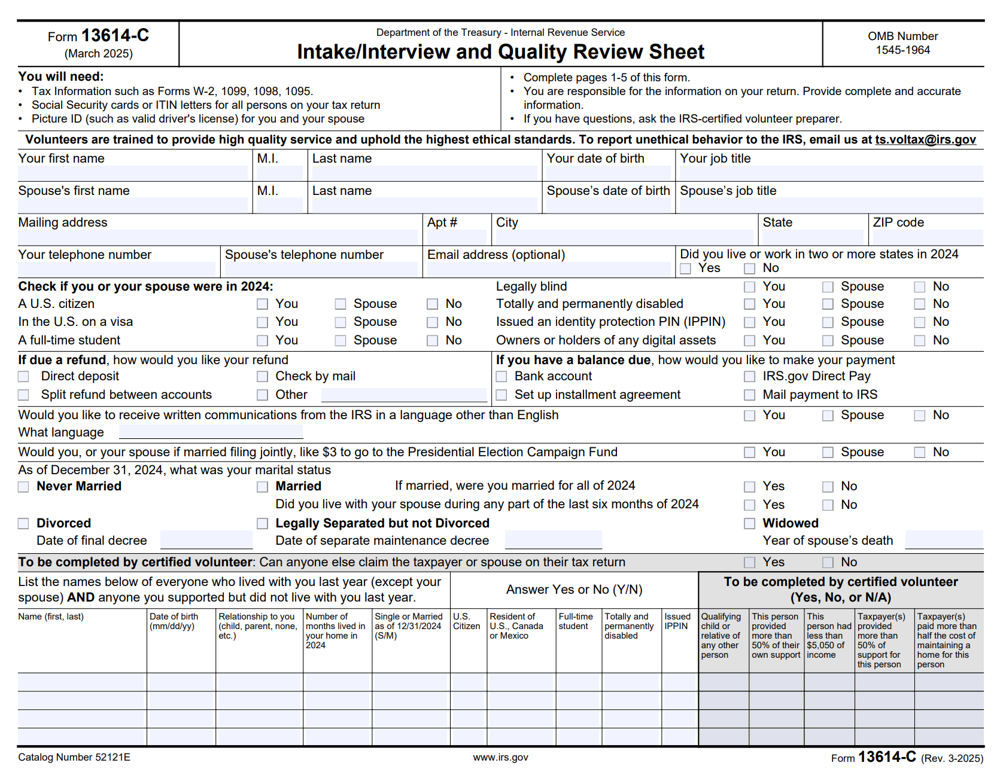 Form 13614-C
(March 2025)
Department of the Treasury - Internal Revenue Service
Intake/Interview and Quality Review Sheet
OMB Number
1545-1964
You will need:
• Tax Information such as Forms W-2, 1099, 1098, 1095.
• Social Security cards or ITIN letters for all persons on your tax return
• Picture ID (such as valid driver's license) for you and your spouse
• Complete pages 1-5 of this form.
• You are responsible for the information on your return. Provide complete and accurate
information.
• If you have questions, ask the IRS-certified volunteer preparer.
Volunteers are trained to provide high quality service and uphold the highest ethical standards. To report unethical behavior to the IRS, email us at ts.voltax@irs.gov
Your first name M.I. Last name Your date of birth Your job title
Spouse's first name M.I. Last name Spouse’s date of birth Spouse’s job title
Mailing address Apt # City State ZIP code
Your telephone number Spouse's telephone number Email address (optional) Did you live or work in two or more states in 2024
Yes No
Check if you or your spouse were in 2024: Legally blind You Spouse No
A U.S. citizen You Spouse No Totally and permanently disabled You Spouse No
In the U.S. on a visa You Spouse No Issued an identity protection PIN (IPPIN) You Spouse No
A full-time student You Spouse No Owners or holders of any digital assets You Spouse No
If due a refund, how would you like your refund
Direct deposit Check by mail
Split refund between accounts Other
If you have a balance due, how would you like to make your payment
Bank account IRS.gov Direct Pay
Set up installment agreement Mail payment to IRS
Would you like to receive written communications from the IRS in a language other than English You Spouse No
What language
Would you, or your spouse if married filing jointly, like $3 to go to the Presidential Election Campaign Fund You Spouse No
As of December 31, 2024, what was your marital status
Never Married Married If married, were you married for all of 2024 Yes No
Did you live with your spouse during any part of the last six months of 2024 Yes No
Divorced Legally Separated but not Divorced Widowed
Date of final decree Date of separate maintenance decree Year of spouse’s death
To be completed by certified volunteer: Can anyone else claim the taxpayer or spouse on their tax return Yes No
List the names below of everyone who lived with you last year (except your
spouse) AND anyone you supported but did not live with you last year.
Answer Yes or No (Y/N)
To be completed by certified volunteer
(Yes, No, or N/A)
Name (first, last)
Date of birth
(mm/dd/yy)
Relationship to you
(child, parent, none,
etc.)
Number of
months lived in
your home in
2024
Single or Married
as of 12/31/2024
(S/M)
U.S.
Citizen
Resident of
U.S., Canada
or Mexico
Full-time
student
Totally and
permanently
disabled
Issued
IPPIN
Qualifying
child or
relative of
any other
person
This person
provided
more than
50% of their
own support
This
person had
less than
$5,050 of
income
Taxpayer(s)
provided
more than
50% of
support for
this person
Taxpayer(s)
paid more than
half the cost of
maintaining a
home for this
person
Catalog Number 52121E www.irs.gov Form 13614-C (Rev. 3-2025)